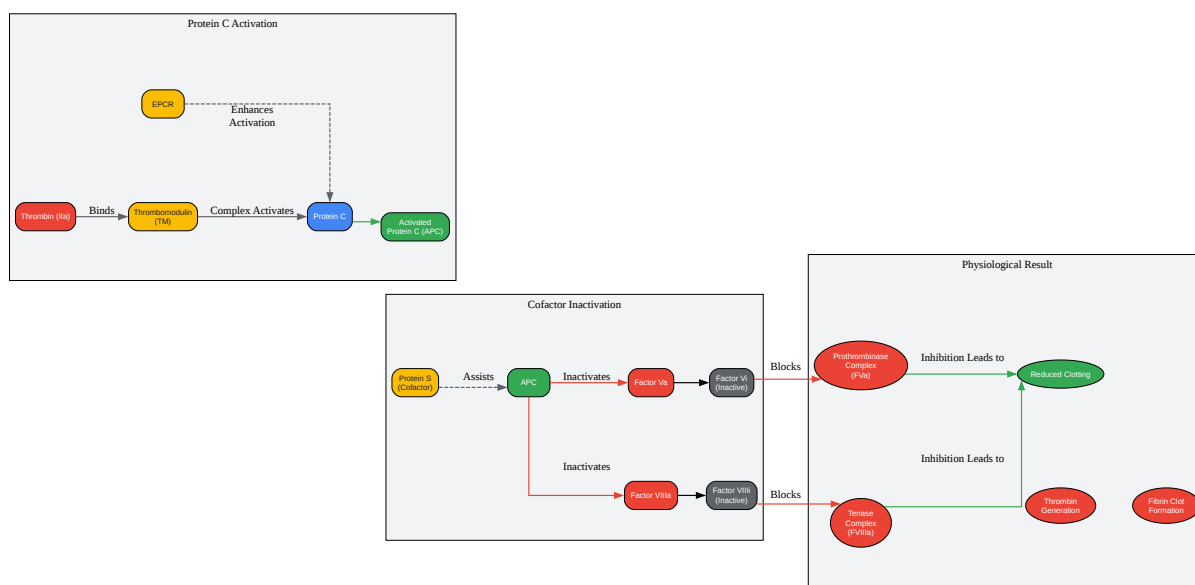 Protein C Activation
EPCR
Enhances
Activation
Thrombin (IIa)
Binds
Thrombomodulin
(TM)
Complex Activates
Protein C
Activated
Protein C (APC)
Cofactor Inactivation
Protein S
(Cofactor)
Assists
APC
Inactivates
Factor Va
Factor Vi
(Inactive)
Blocks
Inactivates
Factor VIIIa
Factor VIIIi
(Inactive)
Blocks
Physiological Result
Prothrombinase
Complex
(FVa)
Inhibition Leads to
Reduced Clotting
Inhibition Leads to
Tenase
Complex
(FVIIIa)
Thrombin
Generation
Fibrin Clot
Formation